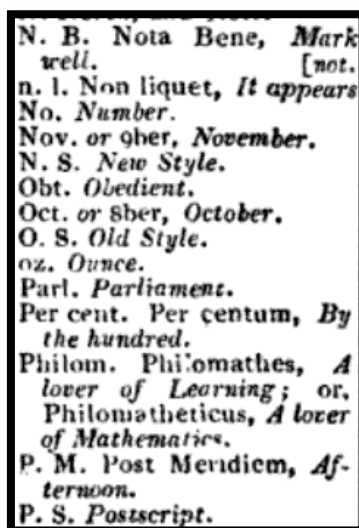 N. B. Nota Bene, Mark
well. [not.
n. l. Non liquet, It appears
No. Number.
Nov. or 9ber, November.
N. S. New Style.
Obt. Obedient.
Oct. or 8ber, October.
O. S. Old Style.
oz. Ounce.
Parl. Parliament.
Per cent. Per centum, By
the hundred.
Philom. Philomathes, A
lover of Learning; or,
Philomatheticus, A lover
of Mathematics.
P. M. Post Meridiem, Af-
ternoon.
P. S. Postscript.